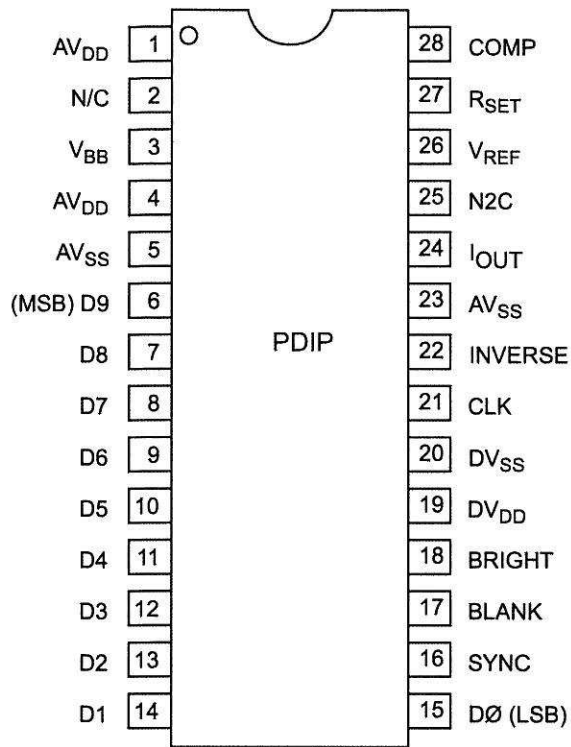 AVDD 1 28 COMP
N/C 2 27 RSET
VBB 3 26 VREF
AVDD 4 25 N2C
AVSS 5 24 IOUT
(MSB) D9 6 23 AVSS
PDIP
D8 7 22 INVERSE
D7 8 21 CLK
D6 9 20 DVSS
D5 10 19 DVDD
D4 11 18 BRIGHT
D3 12 17 BLANK
D2 13 16 SYNC
D1 14 15 DØ (LSB)